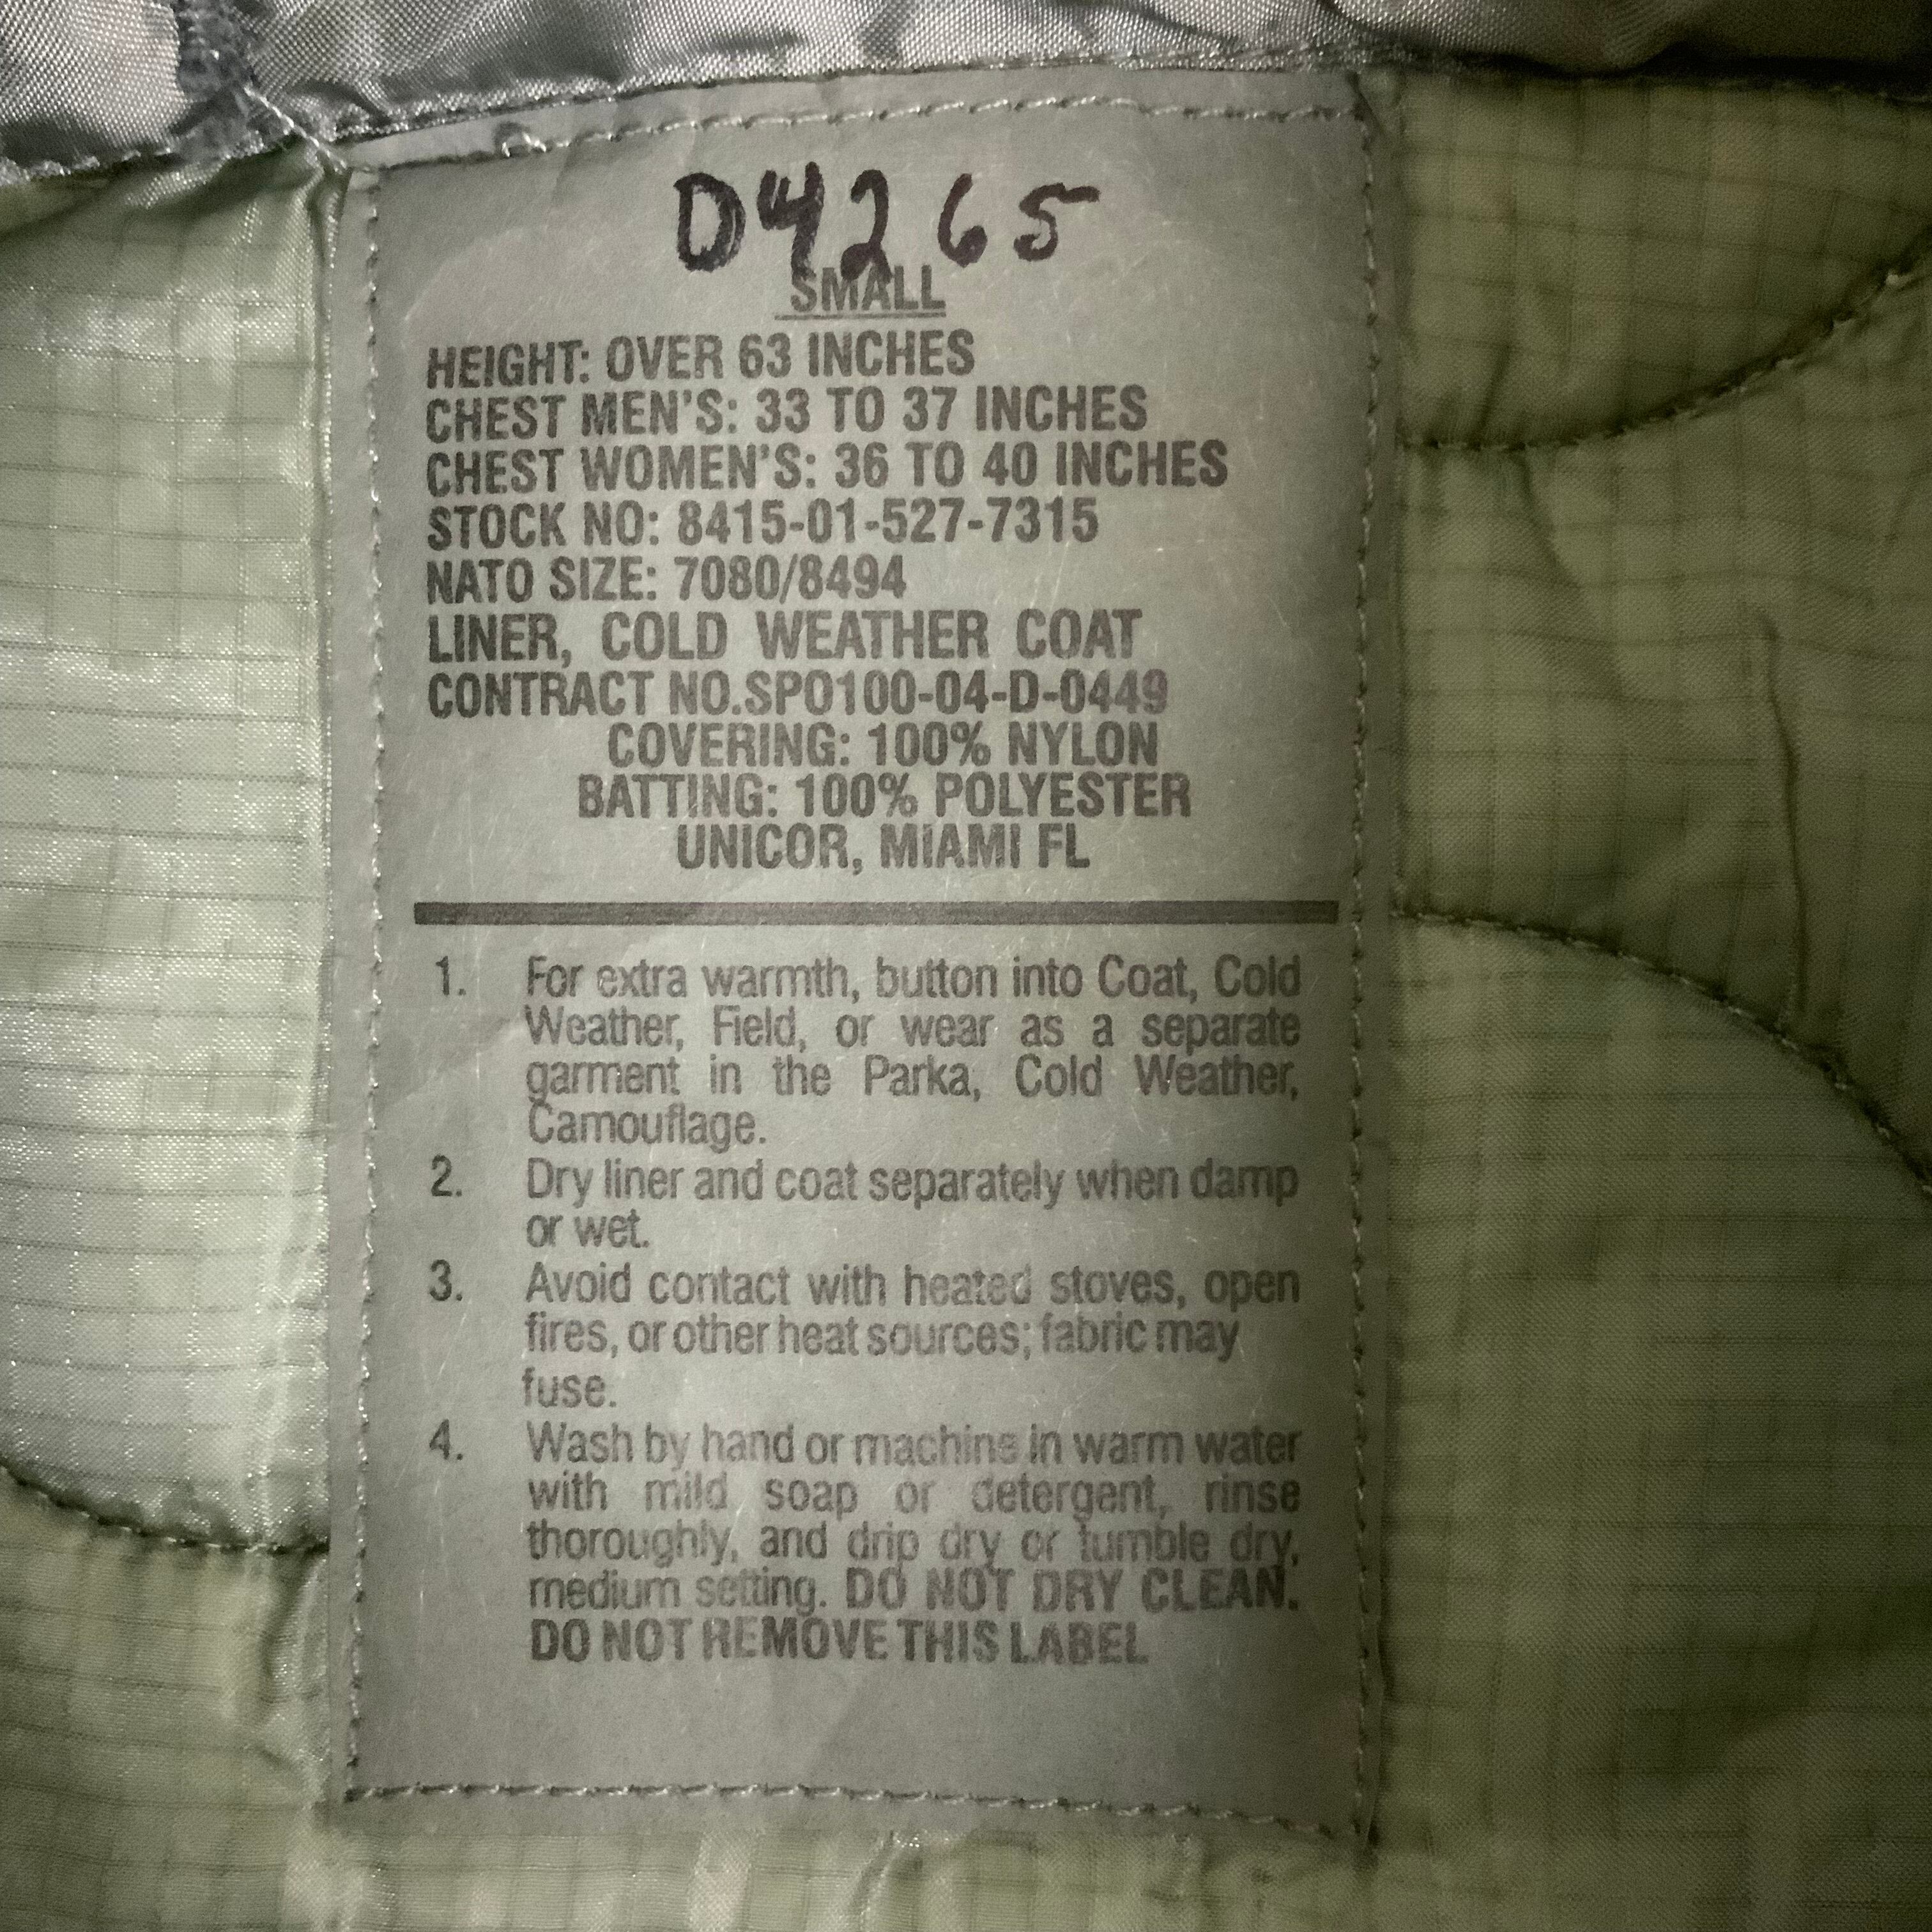 D4265
SMALL
HEIGHT: OVER 63 INCHES
CHEST MEN'S: 33 TO 37 INCHES
CHEST WOMEN'S: 36 TO 40 INCHES
STOCK NO: 8415-01-527-7315
NATO SIZE: 7080/8494
LINER, COLD WEATHER COAT
CONTRACT NO.SPO100-04-D-0449
COVERING: 100% NYLON
BATTING: 100% POLYESTER
UNICOR, MIAMI FL
1. For extra warmth, button into Coat, Cold
Weather, Field, or wear as a separate
garment in the Parka, Cold Weather,
Camouflage.
2. Dry liner and coat separately when damp
or wet.
3. Avoid contact with heated stoves, open
fires, or other heat sources; fabric may
fuse.
4. Wash by hand or machine in warm water
with mild soap or detergent, rinse
thoroughly, and drip dry or tumble dry,
medium setting. DO NOT DRY CLEAN.
DO NOT REMOVE THIS LABEL